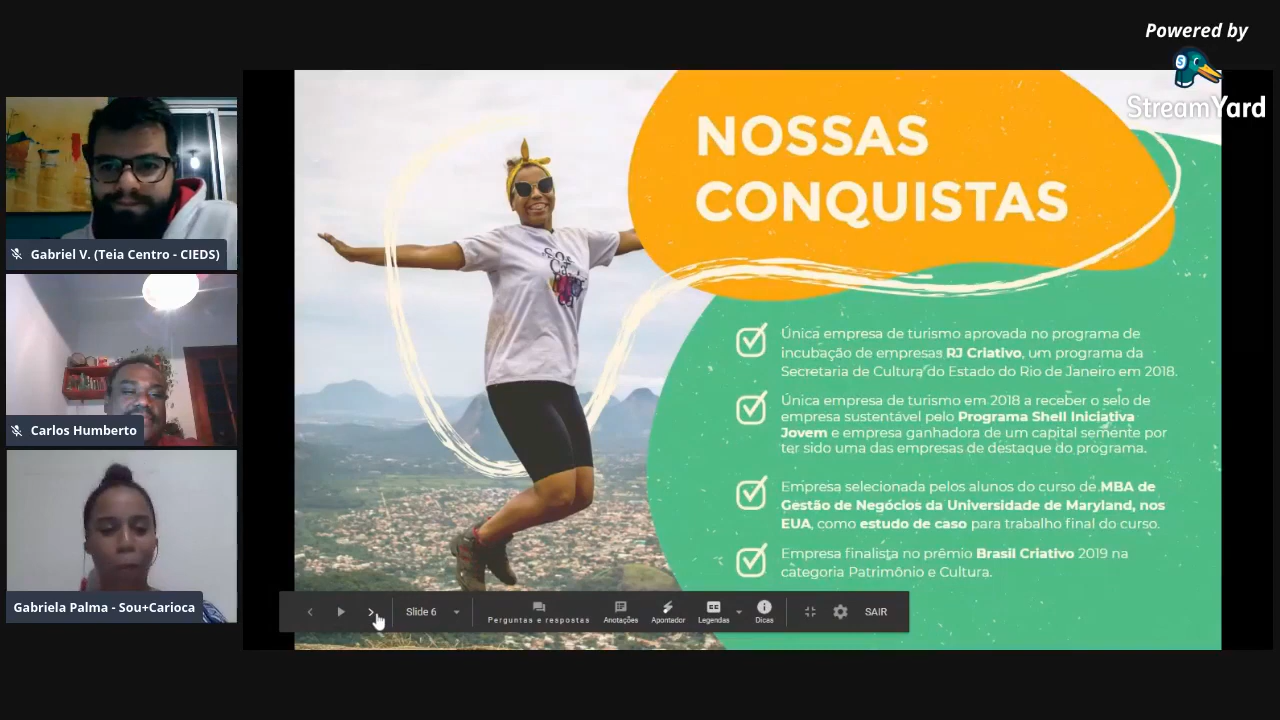 Powered by
StreamYard
Gabriel V. (Teia Centro - CIEDS)
Carlos Humberto
Gabriela Palma - Sou+Carioca
NOSSAS
CONQUISTAS
Única empresa de turismo aprovada no programa de
incubação de empresas RJ Criativo, um programa da
Secretaria de Cultura do Estado do Rio de Janeiro em 2018.
Única empresa de turismo em 2018 a receber o selo de
empresa sustentável pelo Programa Shell Iniciativa
Jovem e empresa ganhadora de um capital semente por
ter sido uma das empresas de destaque do programa.
Empresa selecionada pelos alunos do curso de MBA de
Gestão de Negócios da Universidade de Maryland, nos
EUA, como estudo de caso para trabalho final do curso.
Empresa finalista no prêmio Brasil Criativo 2019 na
categoria Patrimônio e Cultura.
Slide 6
Perguntas e respostas
Anotações
Apontador
Legendas
Dicas
SAIR